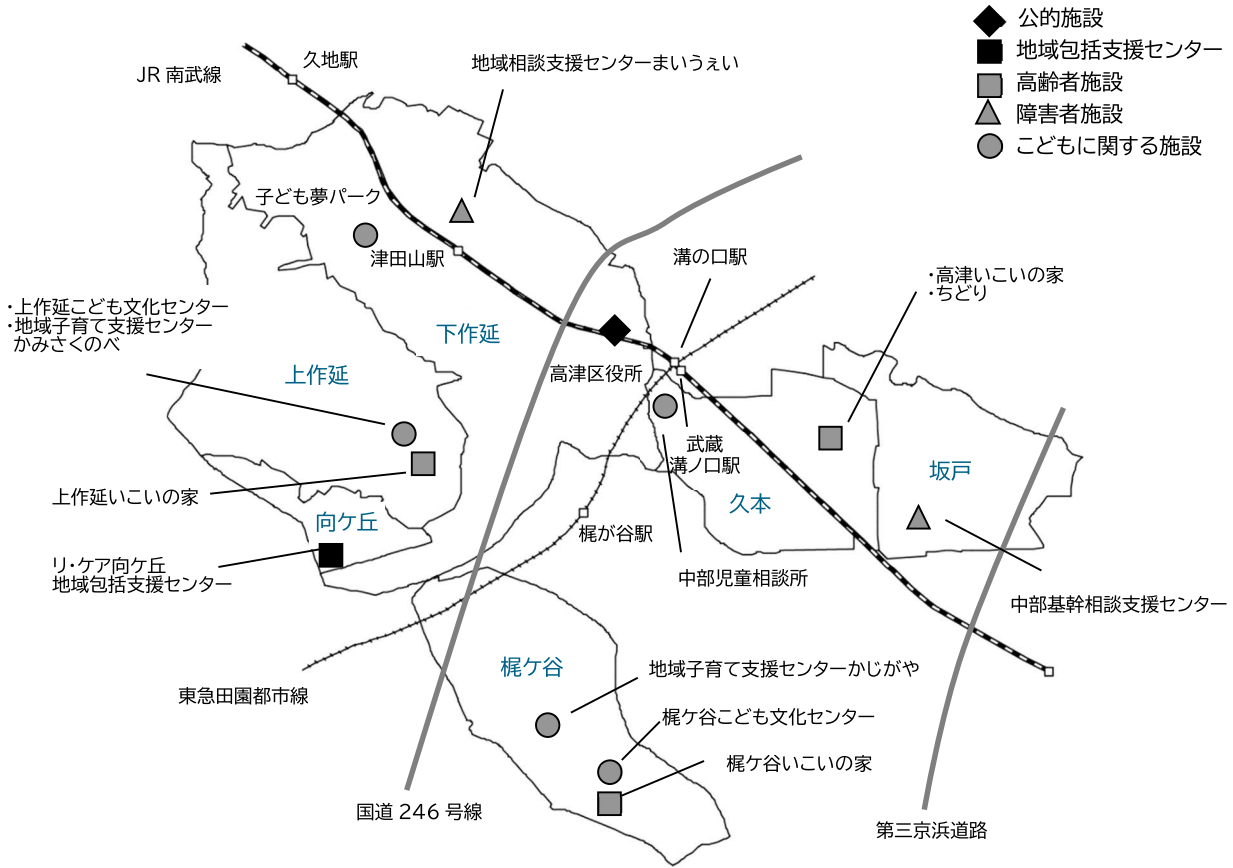 公的施設
地域包括支援センター
高齢者施設
障害者施設
こどもに関する施設
久地駅
JR 南武線
地域相談支援センターまいうぇい
子ども夢パーク
津田山駅
溝の口駅
・高津いこいの家
・ちどり
・上作延こども文化センター
・地域子育て支援センター
かみさくのべ
下作延
上作延
高津区役所
武蔵
溝ノ口駅
坂戸
久本
上作延いこいの家
向ケ丘
梶が谷駅
リ・ケア向ケ丘
地域包括支援センター
中部児童相談所
中部基幹相談支援センター
梶ケ谷
地域子育て支援センターかじがや
東急田園都市線
梶ケ谷こども文化センター
梶ケ谷いこいの家
国道 246 号線
第三京浜道路